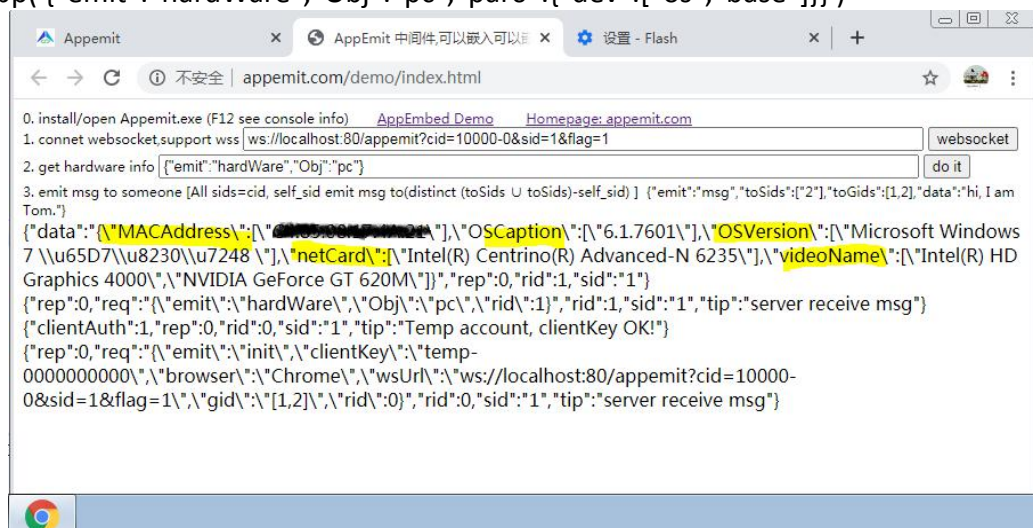 op({"emit":"hardWare","Obj":"pc","paro":{"dev":["os","base"]}})
Appemit
AppEmit 中间件,可以嵌入可以
设置 - Flash
不安全 appemit.com/demo/index.html
0. install/open Appemit.exe (F12 see console info) AppEmbed Demo Homepage: appemit.com
1. connet websocket,support wss ws://localhost:80/appemit?cid=10000-0&sid=1&flag=1 websocket
2. get hardware info {"emit":"hardWare","Obj":"pc"} do it
3. emit msg to someone [All sids=cid, self_sid emit msg to(distinct (toSids ∪ toSids)-self_sid) ] {"emit":"msg","toSids":["2"],"toGids":[1,2],"data":"hi, I am
Tom."}
{"data":"{\"MACAddress\":[\"\"],\"OSCaption\":[\"6.1.7601\"],\"OSVersion\":[\"Microsoft Windows
7 \\u65D7\\u8230\\u7248 \"],\"netCard\":[\"Intel(R) Centrino(R) Advanced-N 6235\"],\"videoName\":[\"Intel(R) HD
Graphics 4000\",\"NVIDIA GeForce GT 620M\"]}","rep":0,"rid":1,"sid":"1"}
{"rep":0,"req":"{\"emit\":\"hardWare\",\"Obj\":\"pc\",\"rid\":1}","rid":1,"sid":"1","tip":"server receive msg"}
{"clientAuth":1,"rep":0,"rid":0,"sid":"1","tip":"Temp account, clientKey OK!"}
{"rep":0,"req":"{\"emit\":\"init\",\"clientKey\":\"temp-
0000000000\",\"browser\":\"Chrome\",\"wsUrl\":\"ws://localhost:80/appemit?cid=10000-
0&sid=1&flag=1\",\"gid\":\"[1,2]\",\"rid\":0}","rid":0,"sid":"1","tip":"server receive msg"}